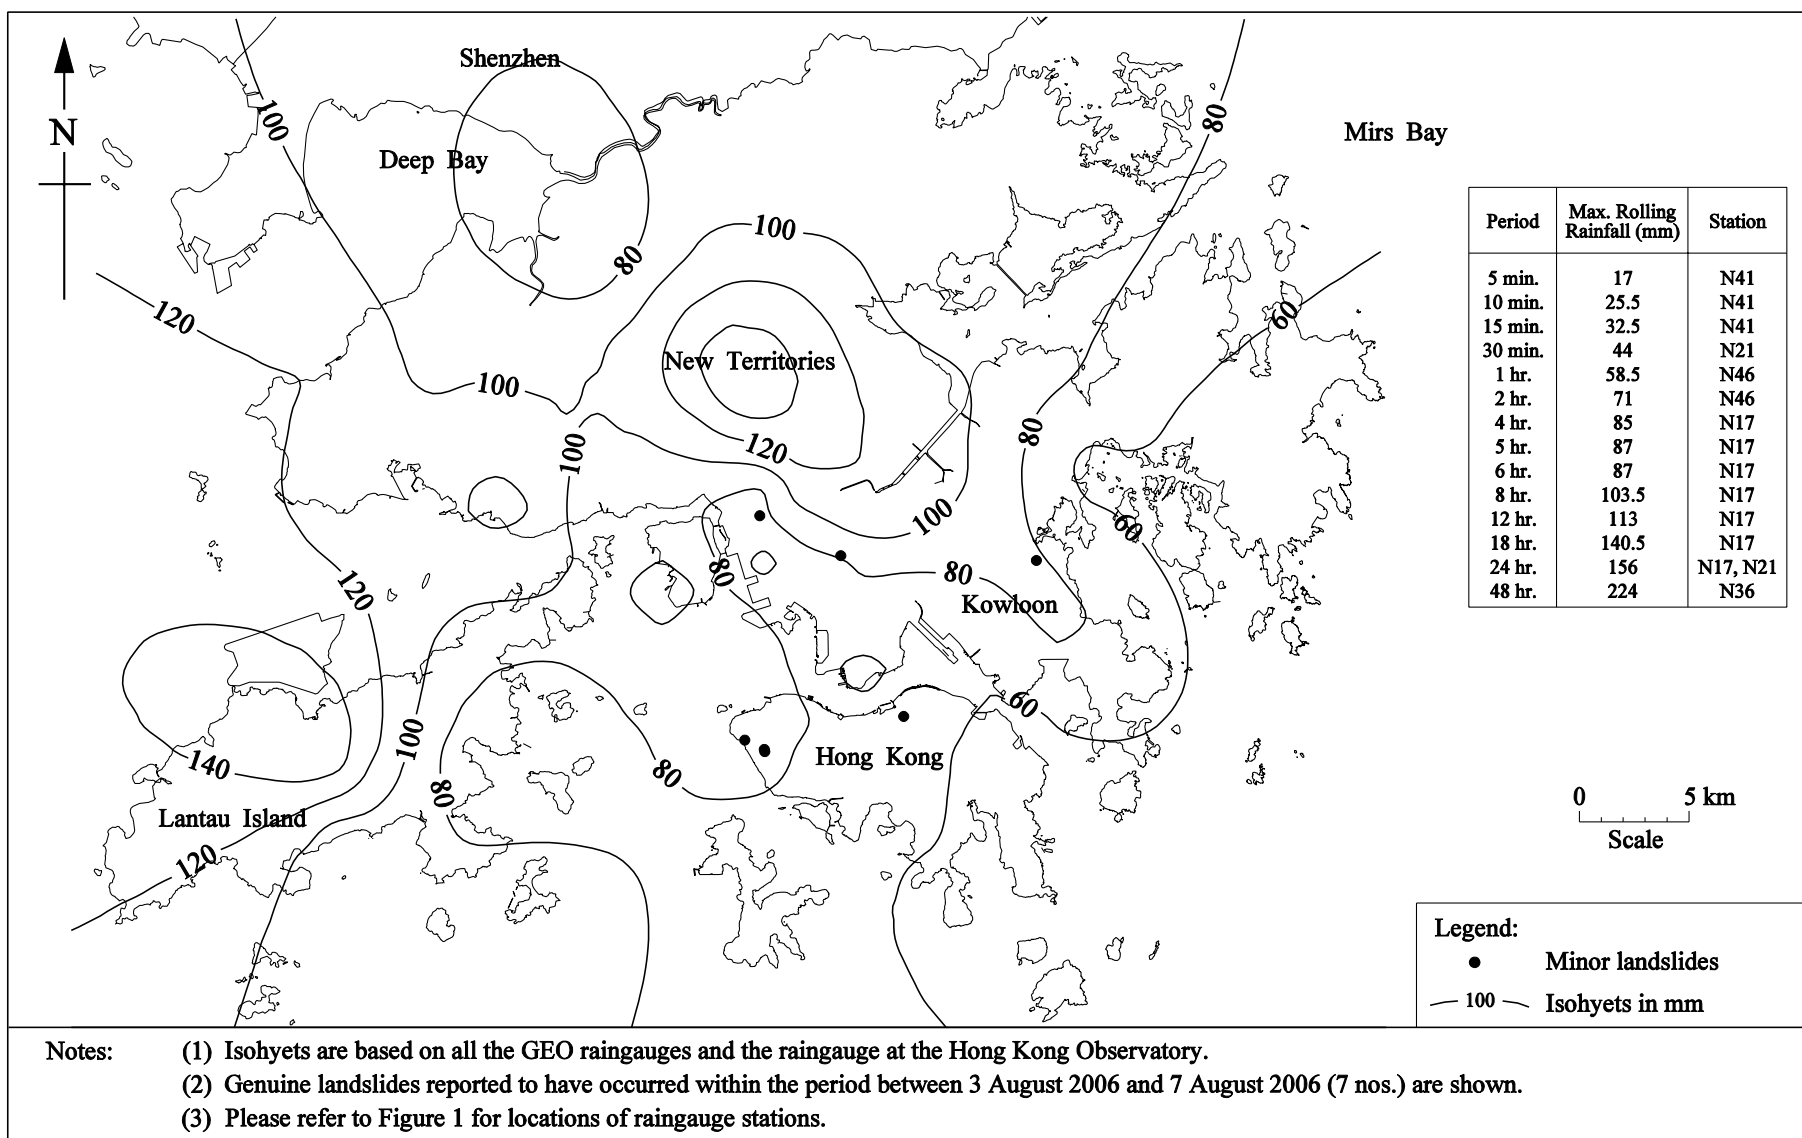 Shenzhen
N
100
Deep Bay
80
Mirs Bay
100
80
120
60
New Territories
100
80
100
120
100
60
80
80
120
Kowloon
60
100
140
80
80
Hong Kong
Lantau Island
120
Period Max. Rolling Rainfall (mm) Station
5 min. 17 N41
10 min. 25.5 N41
15 min. 32.5 N41
30 min. 44 N21
1 hr. 58.5 N46
2 hr. 71 N46
4 hr. 85 N17
5 hr. 87 N17
6 hr. 87 N17
8 hr. 103.5 N17
12 hr. 113 N17
18 hr. 140.5 N17
24 hr. 156 N17, N21
48 hr. 224 N36
0 5 km
Scale
Legend:
Minor landslides
100 Isohyets in mm
Notes: (1) Isohyets are based on all the GEO raingauges and the raingauge at the Hong Kong Observatory.
(2) Genuine landslides reported to have occurred within the period between 3 August 2006 and 7 August 2006 (7 nos.) are shown.
(3) Please refer to Figure 1 for locations of raingauge stations.